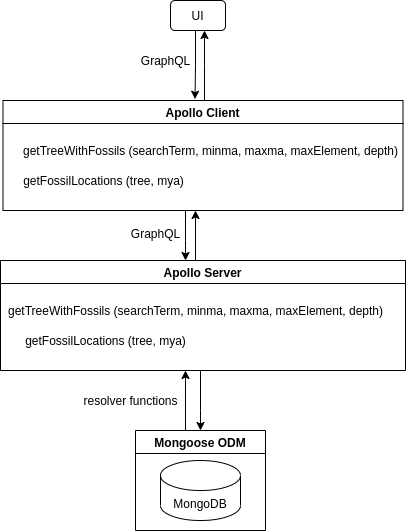 UI
GraphQL
Apollo Client
getTreeWithFossils (searchTerm, minma, maxma, maxElement, depth)
getFossilLocations (tree, mya)
GraphQL
Apollo Server
getTreeWithFossils (searchTerm, minma, maxma, maxElement, depth)
getFossilLocations (tree, mya)
resolver functions
Mongoose ODM
MongoDB